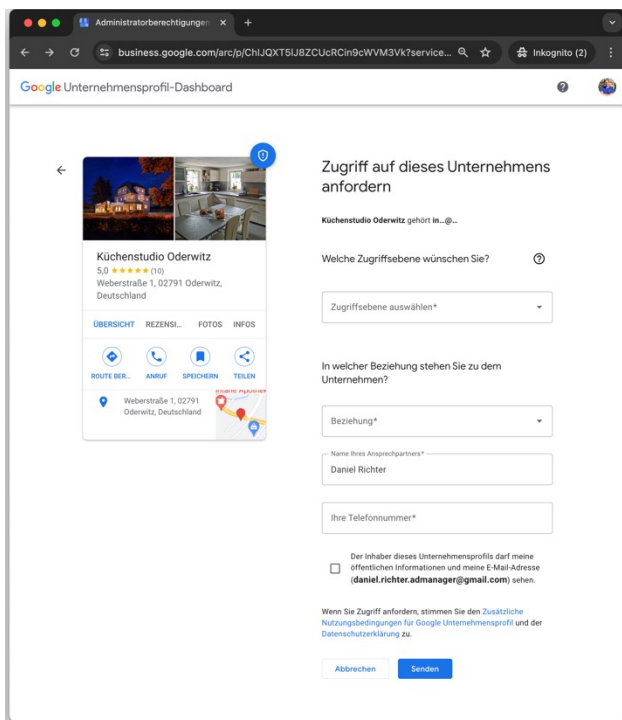 Administratorberechtigungen
business.google.com/arc/p/ChIJQXT5lJ8ZCUcRCin9cWVM3Vk?service...
Inkognito (2)
Google Unternehmensprofil-Dashboard
Küchenstudio Oderwitz
5,0 ★★★★★ (10)
Weberstraße 1, 02791 Oderwitz,
Deutschland
ÜBERSICHT REZENSI... FOTOS INFOS
ROUTE BER... ANRUF SPEICHERN TEILEN
Weberstraße 1, 02791
Oderwitz, Deutschland
Zugriff auf dieses Unternehmens
anfordern
Küchenstudio Oderwitz gehört in...@...
Welche Zugriffsebene wünschen Sie?
Zugriffsebene auswählen*
In welcher Beziehung stehen Sie zu dem
Unternehmen?
Beziehung*
Name Ihres Ansprechpartners*
Daniel Richter
Ihre Telefonnummer*
Der Inhaber dieses Unternehmensprofils darf meine
öffentlichen Informationen und meine E-Mail-Adresse
(daniel.richter.admanager@gmail.com) sehen.
Wenn Sie Zugriff anfordern, stimmen Sie den Zusätzliche
Nutzungsbedingungen für Google Unternehmensprofil und der
Datenschutzerklärung zu.
Abbrechen Senden